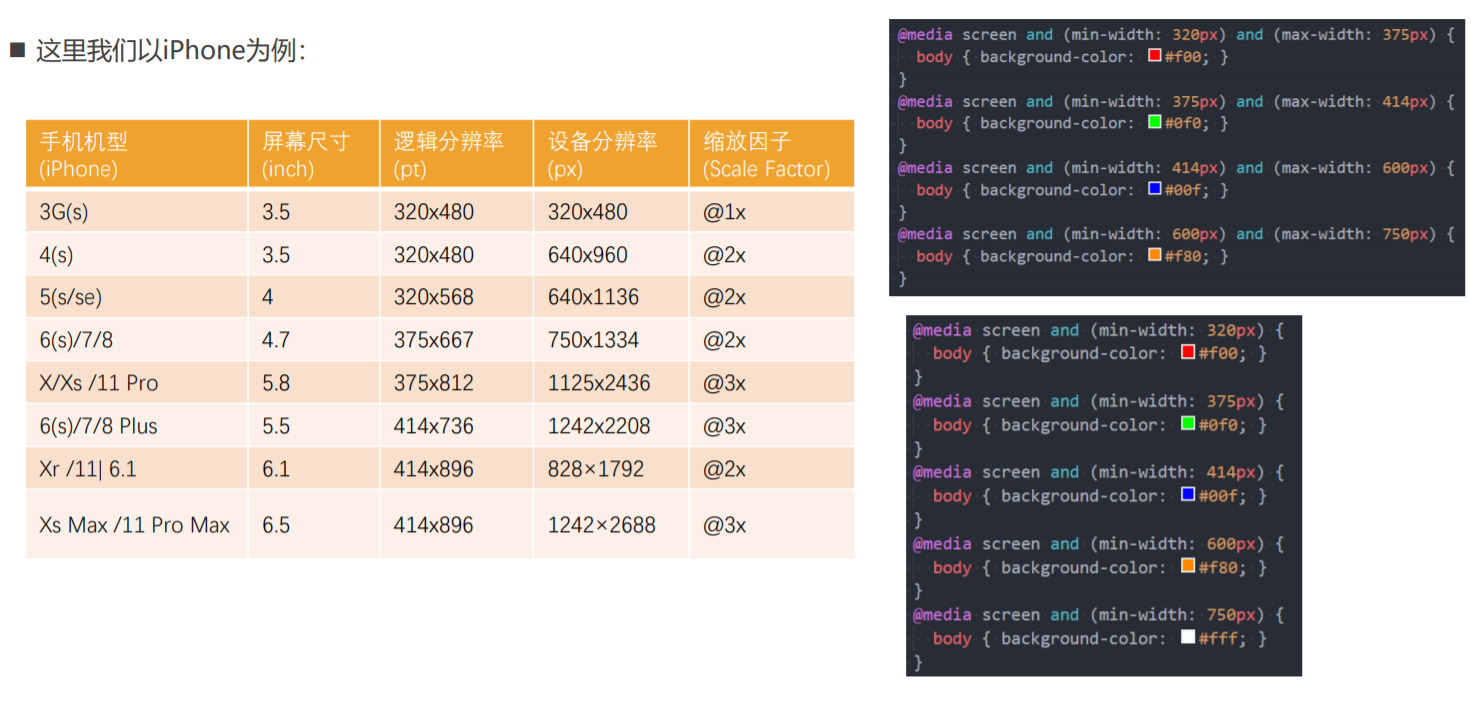 这里我们以iPhone为例：
手机机型 屏幕尺寸 逻辑分辨率 设备分辨率 缩放因子
(iPhone) (inch) (pt) (px) (Scale Factor)
3G(s) 3.5 320x480 320x480 @1x
4(s) 3.5 320x480 640x960 @2x
5(s/se) 4 320x568 640x1136 @2x
6(s)/7/8 4.7 375x667 750x1334 @2x
X/Xs /11 Pro 5.8 375x812 1125x2436 @3x
6(s)/7/8 Plus 5.5 414x736 1242x2208 @3x
Xr /11| 6.1 6.1 414x896 828×1792 @2x
Xs Max /11 Pro Max 6.5 414x896 1242×2688 @3x
@media screen and (min-width: 320px) and (max-width: 375px) {
body { background-color: #f00; }
}
@media screen and (min-width: 375px) and (max-width: 414px) {
body { background-color: #0f0; }
}
@media screen and (min-width: 414px) and (max-width: 600px) {
body { background-color: #00f; }
}
@media screen and (min-width: 600px) and (max-width: 750px) {
body { background-color: #f80; }
}
@media screen and (min-width: 320px) {
body { background-color: #f00; }
}
@media screen and (min-width: 375px) {
body { background-color: #0f0; }
}
@media screen and (min-width: 414px) {
body { background-color: #00f; }
}
@media screen and (min-width: 600px) {
body { background-color: #f80; }
}
@media screen and (min-width: 750px) {
body { background-color: #fff; }
}